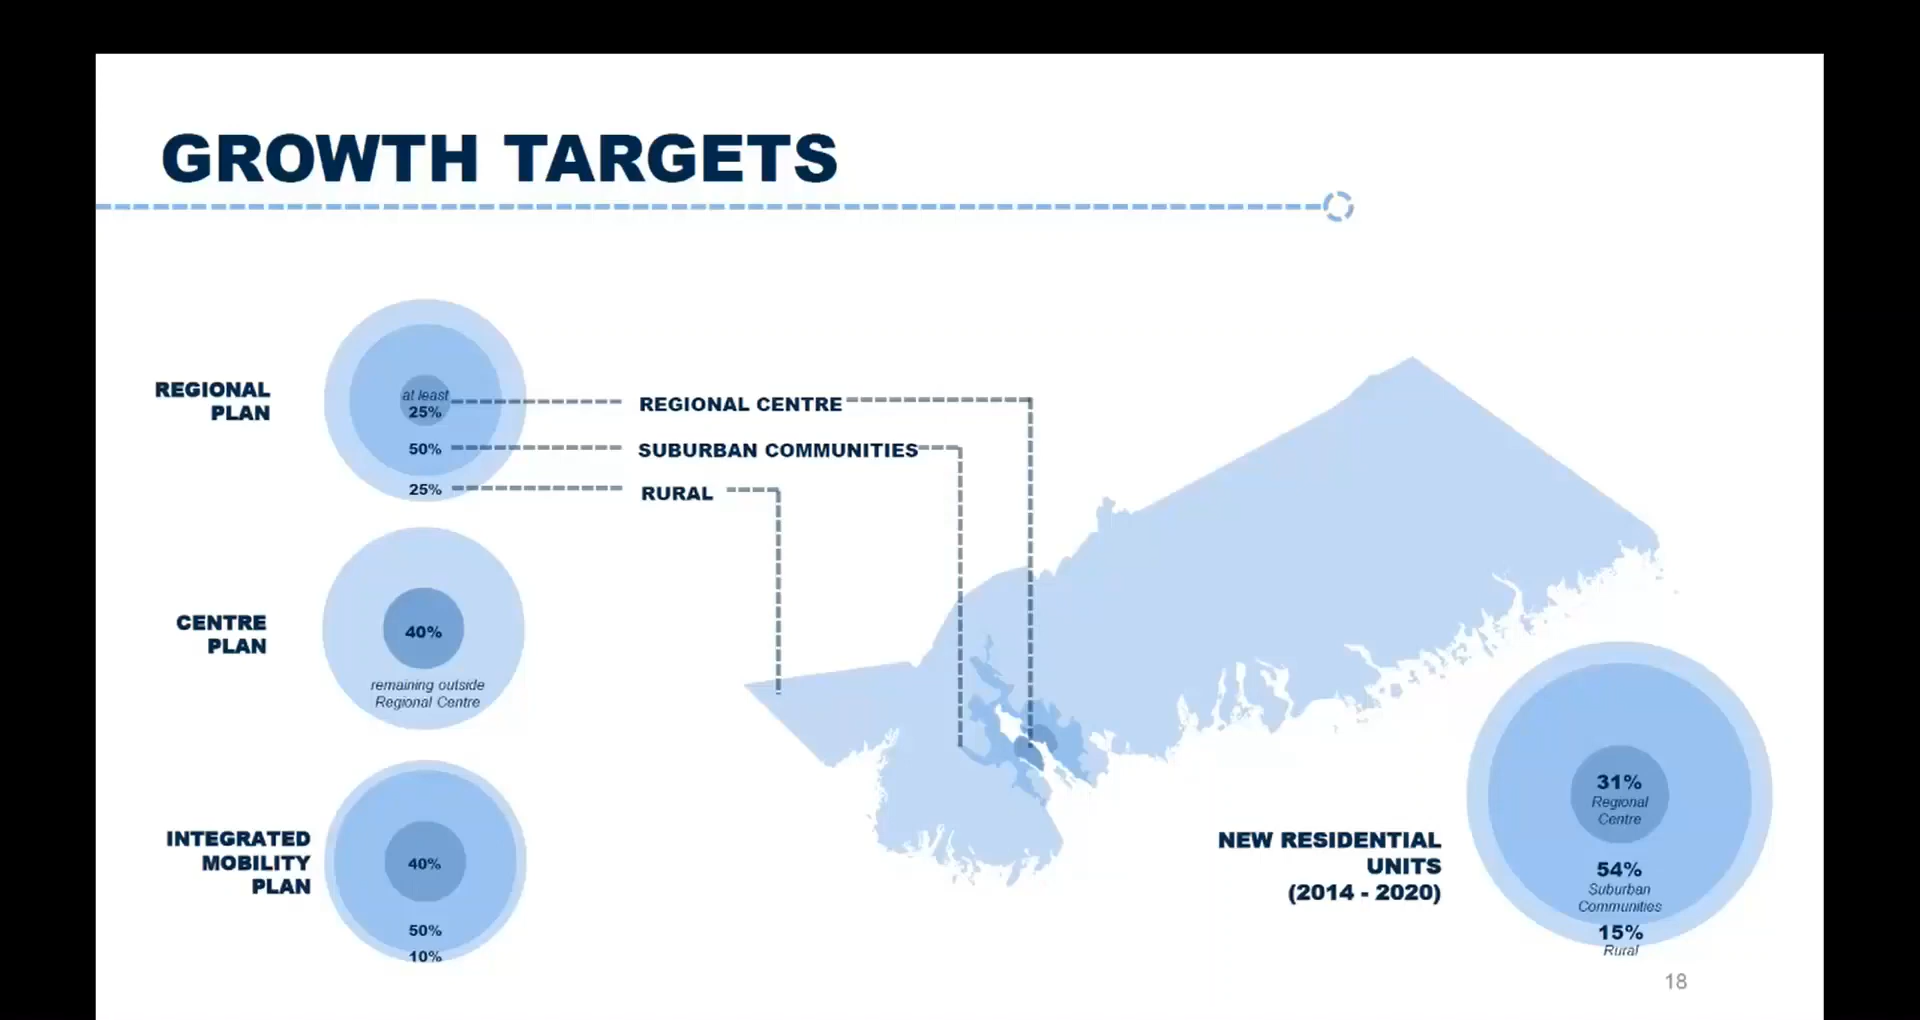 GROWTH TARGETS
REGIONAL
PLAN
at least
25%
50%
25%
REGIONAL CENTRE
SUBURBAN COMMUNITIES
RURAL
CENTRE
PLAN
40%
remaining outside
Regional Centre
INTEGRATED
MOBILITY
PLAN
40%
50%
10%
NEW RESIDENTIAL
UNITS
(2014 - 2020)
31%
Regional
Centre
54%
Suburban
Communities
15%
Rural
18